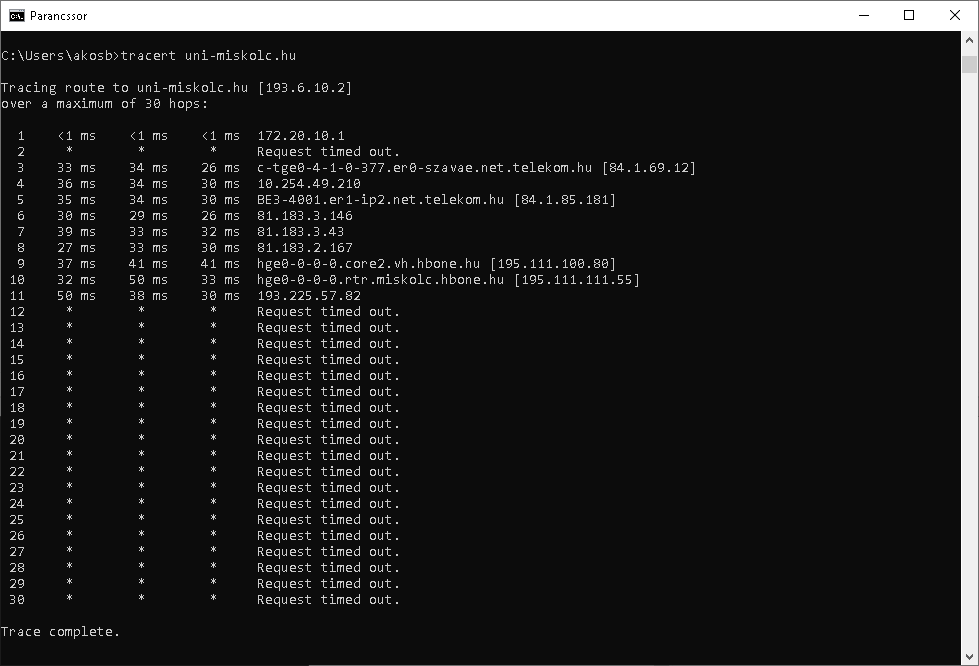 Parancssor
C:\Users\akosb>tracert uni-miskolc.hu
Tracing route to uni-miskolc.hu [193.6.10.2]
over a maximum of 30 hops:
1 <1 ms <1 ms <1 ms 172.20.10.1
2 * * * Request timed out.
3 33 ms 34 ms 26 ms c-tge0-4-1-0-377.er0-szavae.net.telekom.hu [84.1.69.12]
4 36 ms 34 ms 30 ms 10.254.49.210
5 35 ms 34 ms 30 ms BE3-4001.er1-ip2.net.telekom.hu [84.1.85.181]
6 30 ms 29 ms 26 ms 81.183.3.146
7 39 ms 33 ms 32 ms 81.183.3.43
8 27 ms 33 ms 30 ms 81.183.2.167
9 37 ms 41 ms 41 ms hge0-0-0-0.core2.vh.hbone.hu [195.111.100.80]
10 32 ms 50 ms 33 ms hge0-0-0-0.rtr.miskolc.hbone.hu [195.111.111.55]
11 50 ms 38 ms 30 ms 193.225.57.82
12 * * * Request timed out.
13 * * * Request timed out.
14 * * * Request timed out.
15 * * * Request timed out.
16 * * * Request timed out.
17 * * * Request timed out.
18 * * * Request timed out.
19 * * * Request timed out.
20 * * * Request timed out.
21 * * * Request timed out.
22 * * * Request timed out.
23 * * * Request timed out.
24 * * * Request timed out.
25 * * * Request timed out.
26 * * * Request timed out.
27 * * * Request timed out.
28 * * * Request timed out.
29 * * * Request timed out.
30 * * * Request timed out.
Trace complete.